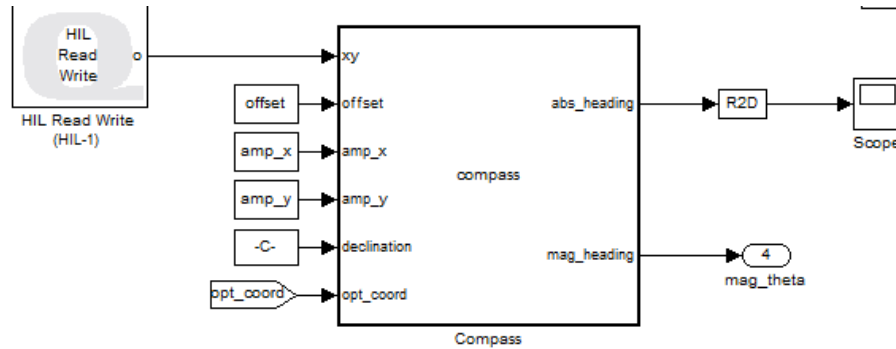 HIL
Read
Write
o
HIL Read Write
(HIL-1)
offset
amp_x
amp_y
-C-
opt_coord
xy
offset
amp_x
amp_y
declination
opt_coord
compass
abs_heading
mag_heading
Compass
R2D
Scope
4
mag_theta